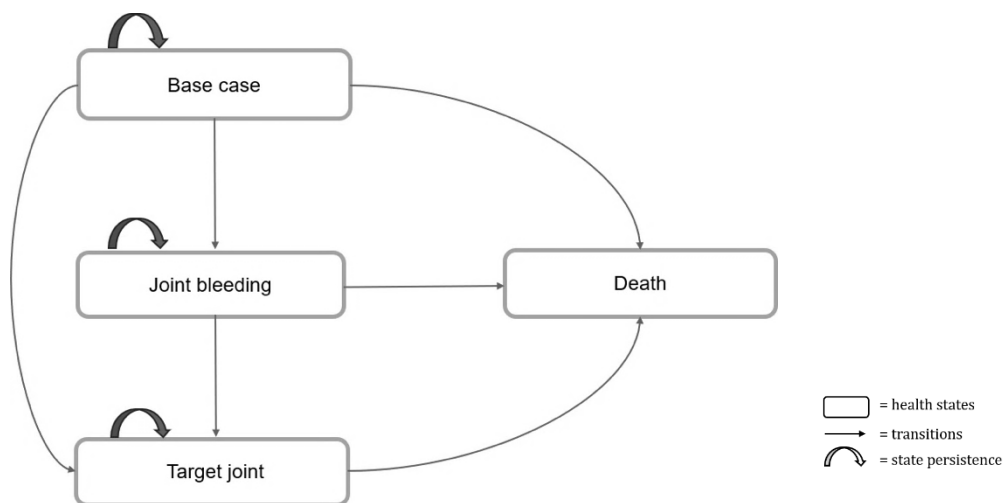 Base case
Joint bleeding
Death
Target joint
= health states
= transitions
= state persistence